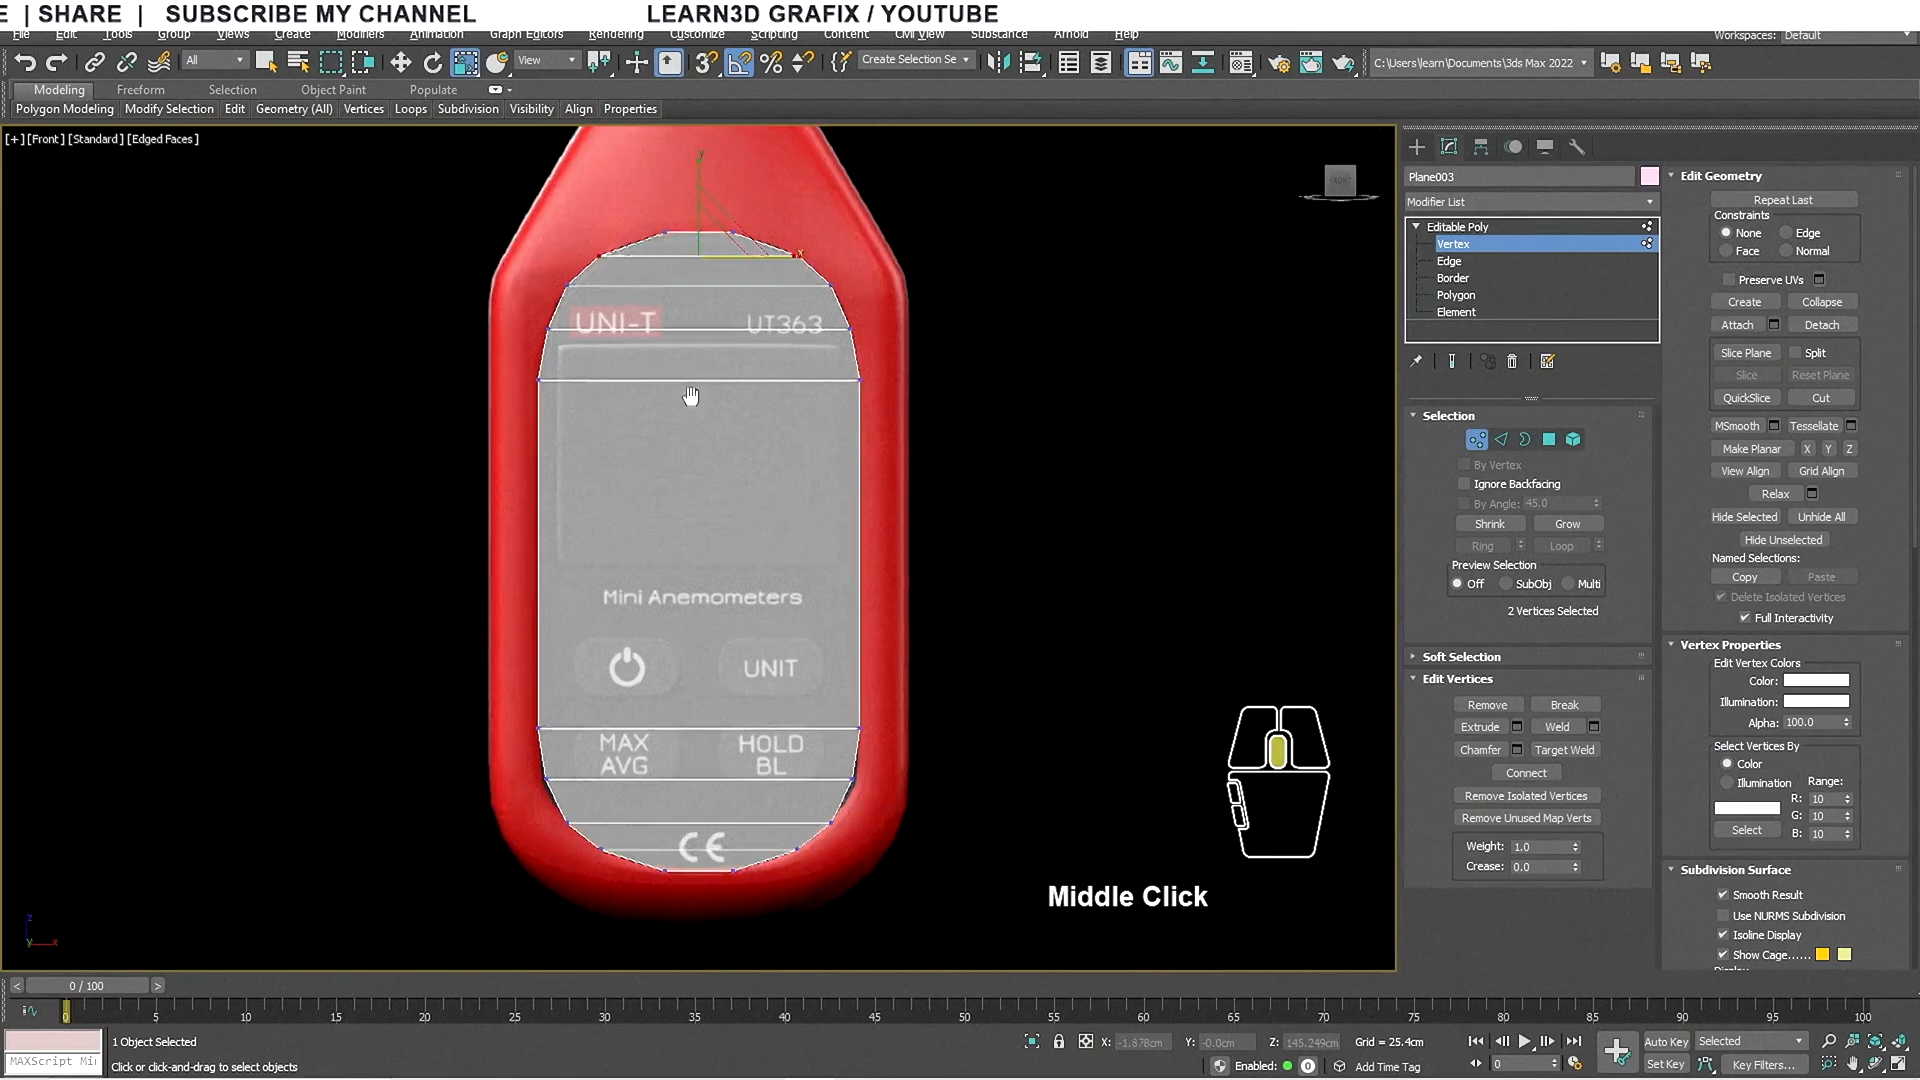 E | SHARE | SUBSCRIBE MY CHANNEL LEARN3D GRAFIX / YOUTUBE
File Edit Tools Group Views Create Modifiers Animation Graph Editors Rendering Customize Scripting Content Civil View Substance Arnold Help Workspaces: Default
All View Create Selection Se C:\Users\learn\Documents\3ds Max 2022
Modeling Freeform Selection Object Paint Populate
Polygon Modeling Modify Selection Edit Geometry (All) Vertices Loops Subdivision Visibility Align Properties
[+] [Front] [Standard] [Edged Faces]
FRONT
y
x
UNI-T UT363
Mini Anemometers
UNIT
MAX HOLD
AVG BL
CE
Middle Click
z
y x
Plane003
Modifier List
Editable Poly
Vertex
Edge
Border
Polygon
Element
Selection
By Vertex
Ignore Backfacing
By Angle: 45.0
Shrink Grow
Ring Loop
Preview Selection
Off SubObj Multi
2 Vertices Selected
Soft Selection
Edit Vertices
Remove Break
Extrude Weld
Chamfer Target Weld
Connect
Remove Isolated Vertices
Remove Unused Map Verts
Weight: 1.0
Crease: 0.0
Edit Geometry
Repeat Last
Constraints
None Edge
Face Normal
Preserve UVs
Create Collapse
Attach Detach
Slice Plane Split
Slice Reset Plane
QuickSlice Cut
MSmooth Tessellate
Make Planar X Y Z
View Align Grid Align
Relax
Hide Selected Unhide All
Hide Unselected
Named Selections:
Copy Paste
Delete Isolated Vertices
Full Interactivity
Vertex Properties
Edit Vertex Colors
Color:
Illumination:
Alpha: 100.0
Select Vertices By
Color
Illumination Range:
R: 10
G: 10
Select B: 10
Subdivision Surface
Smooth Result
Use NURMS Subdivision
Isoline Display
Show Cage......
< 0 / 100 >
0 5 10 15 20 25 30 35 40 45 50 55 60 65 70 75 80 85 90 95 100
1 Object Selected X: -1.878cm Y: -0.0cm Z: 145.249cm Grid = 25.4cm Auto Key Selected
MAXScript Mi Click or click-and-drag to select objects Enabled: 0 Add Time Tag 0 Set Key Key Filters...